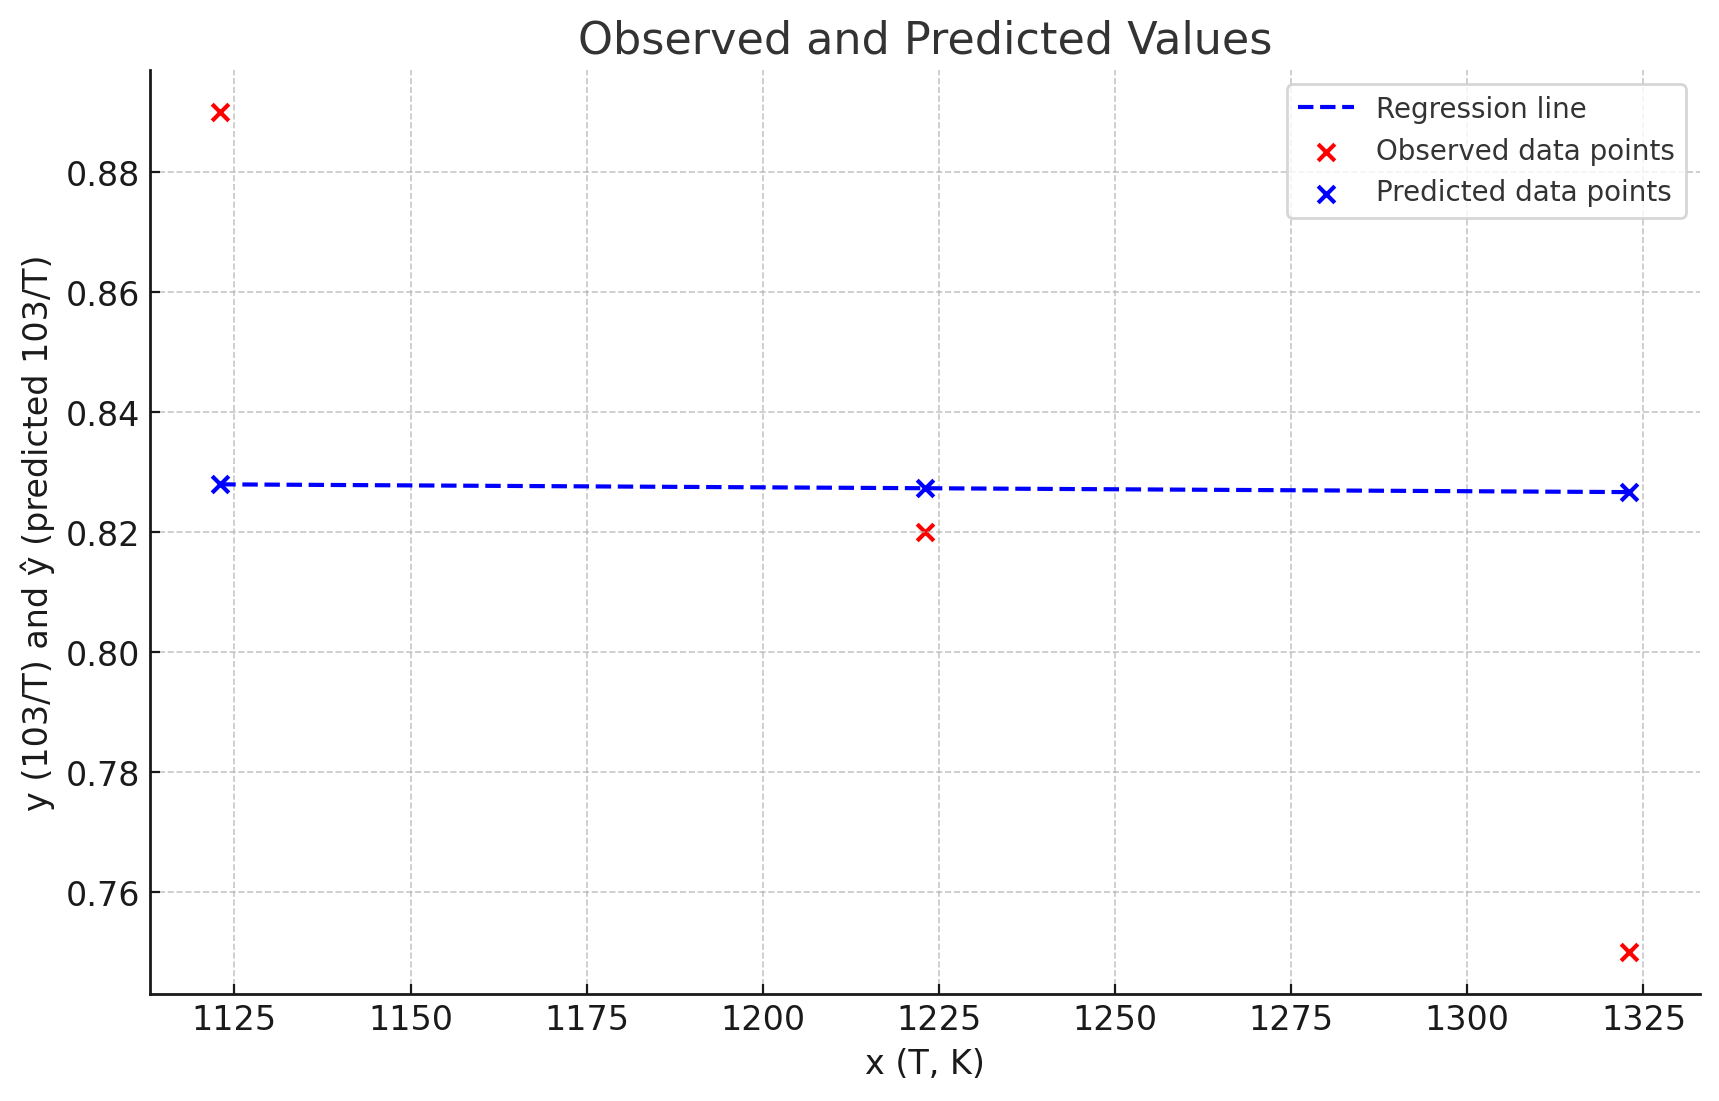 Observed and Predicted Values
Regression line
Observed data points
Predicted data points
y (103/T) and ŷ (predicted 103/T)
0.88
0.86
0.84
0.82
0.80
0.78
0.76
1125 1150 1175 1200 1225 1250 1275 1300 1325
x (T, K)